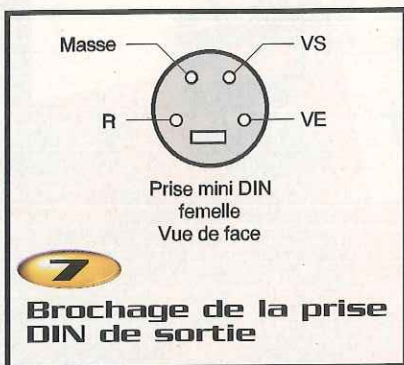 Masse
VS
R
VE
Prise mini DIN
femelle
Vue de face
7
Brochage de la prise
DIN de sortie